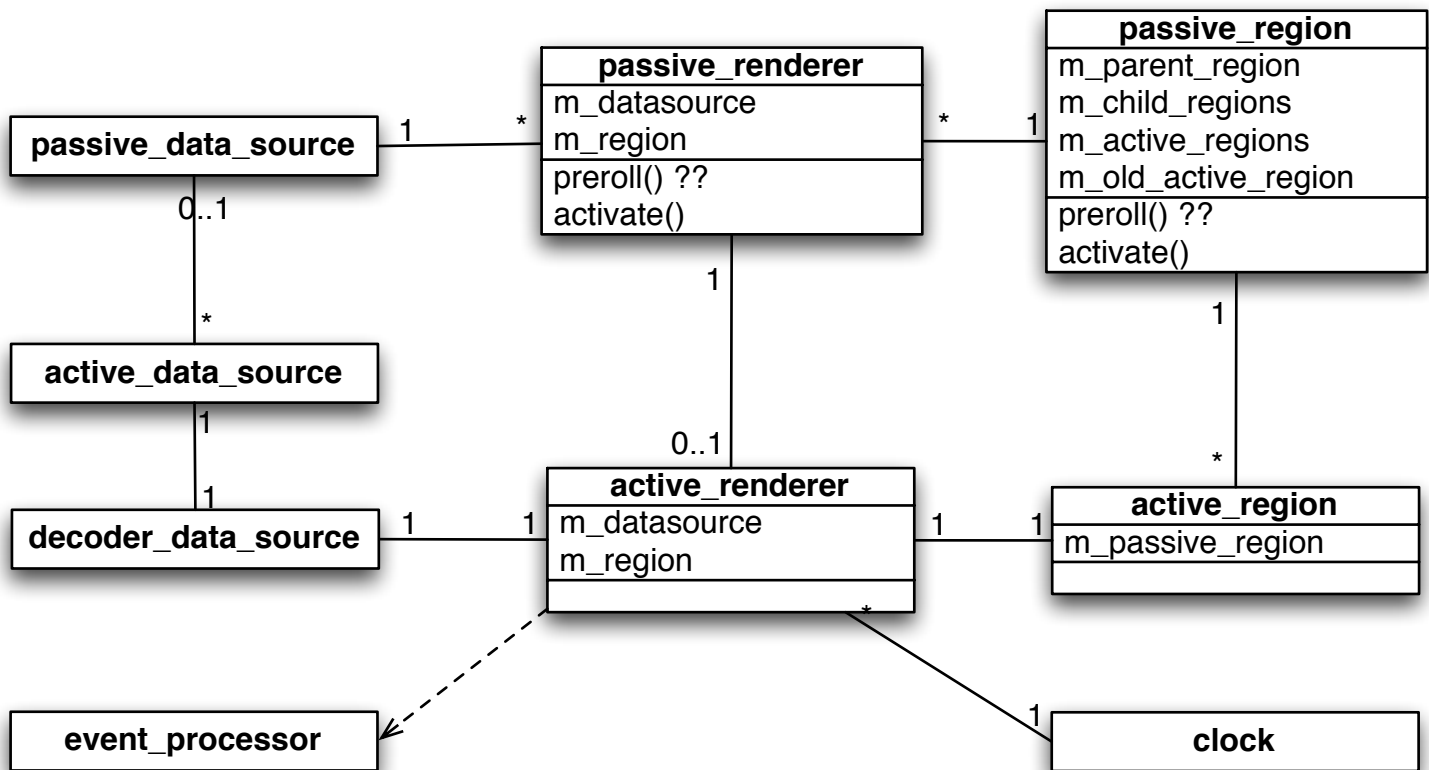 passive_region
m_parent_region
m_child_regions
m_active_regions
m_old_active_region
preroll() ??
activate()
passive_renderer
m_datasource
m_region
preroll() ??
activate()
passive_data_source
1
*
*
1
0..1
*
1
0..1
1
*
active_data_source
1
1
decoder_data_source
1
1
active_renderer
m_datasource
m_region
1
1
active_region
m_passive_region
*
1
event_processor
clock